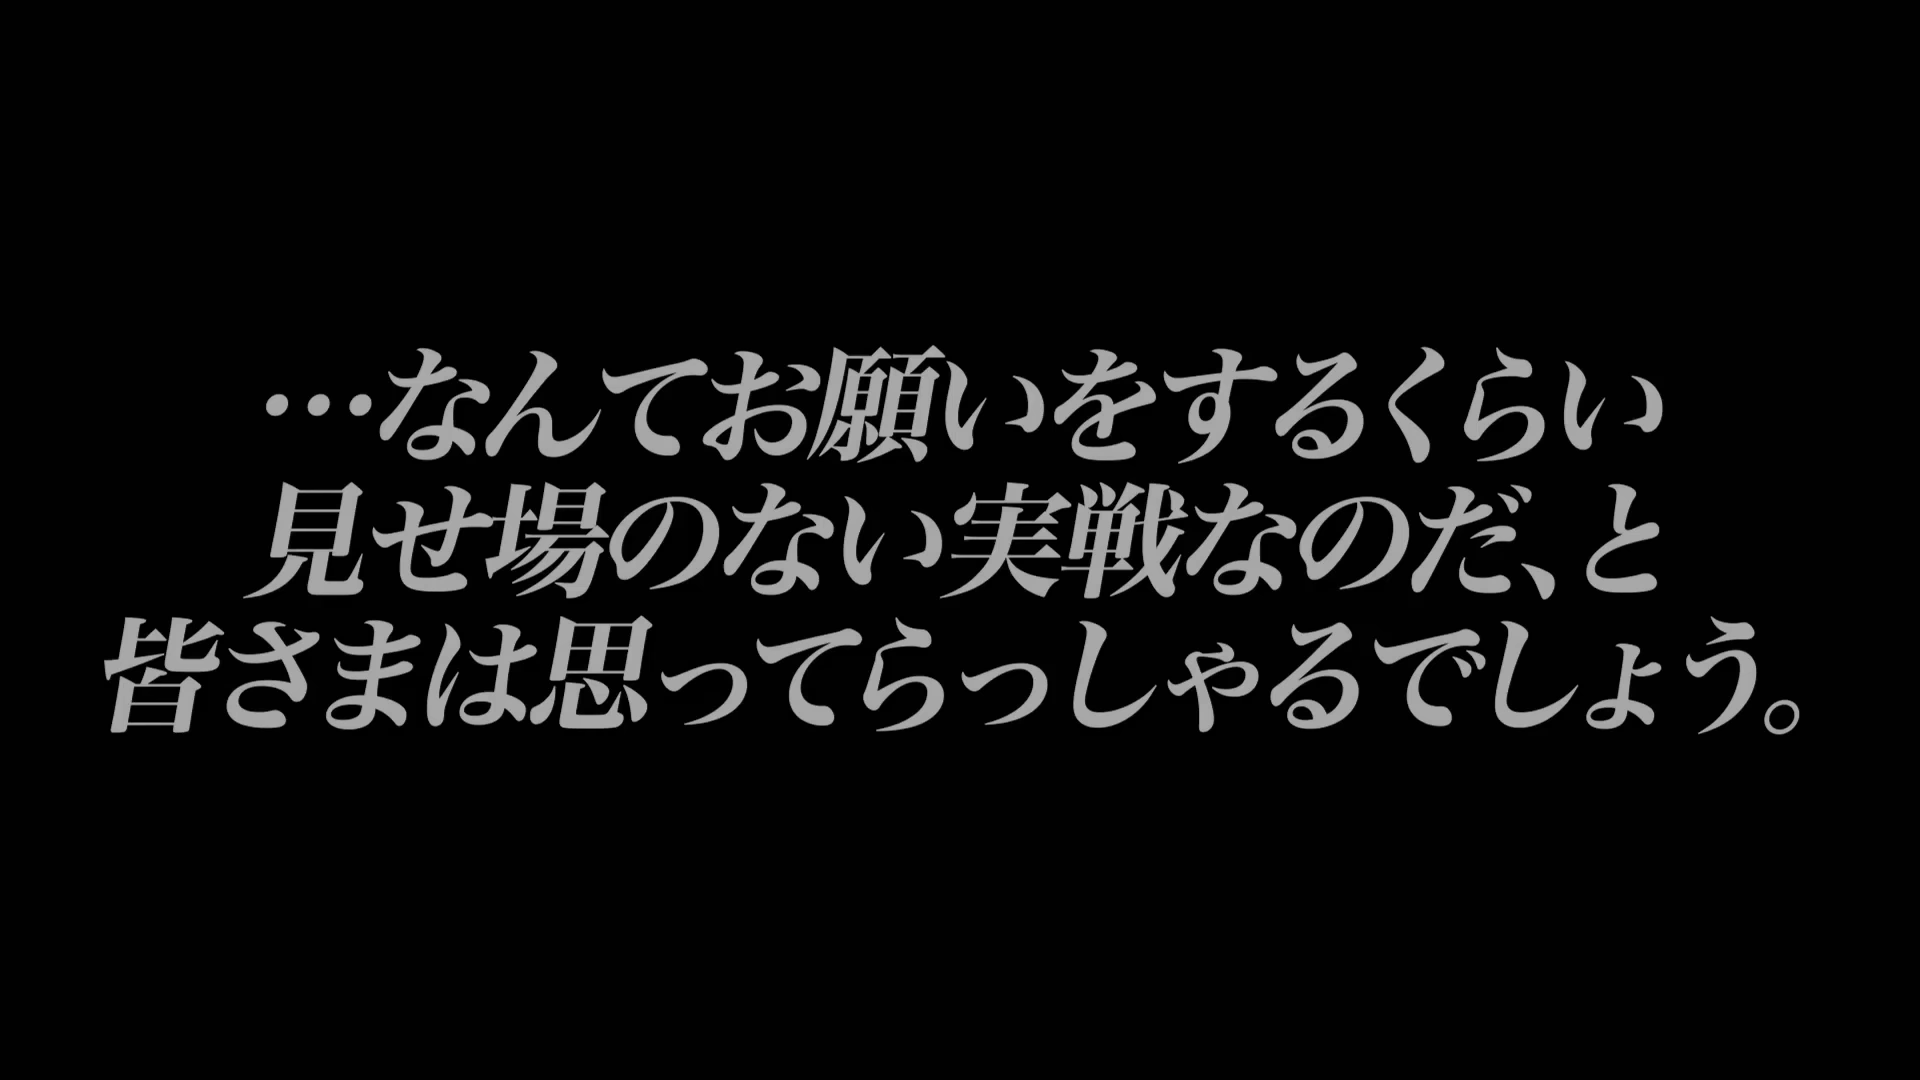 …なんてお願いをするくらい
見せ場のない実戦なのだ、と
皆さまは思ってらっしゃるでしょう。